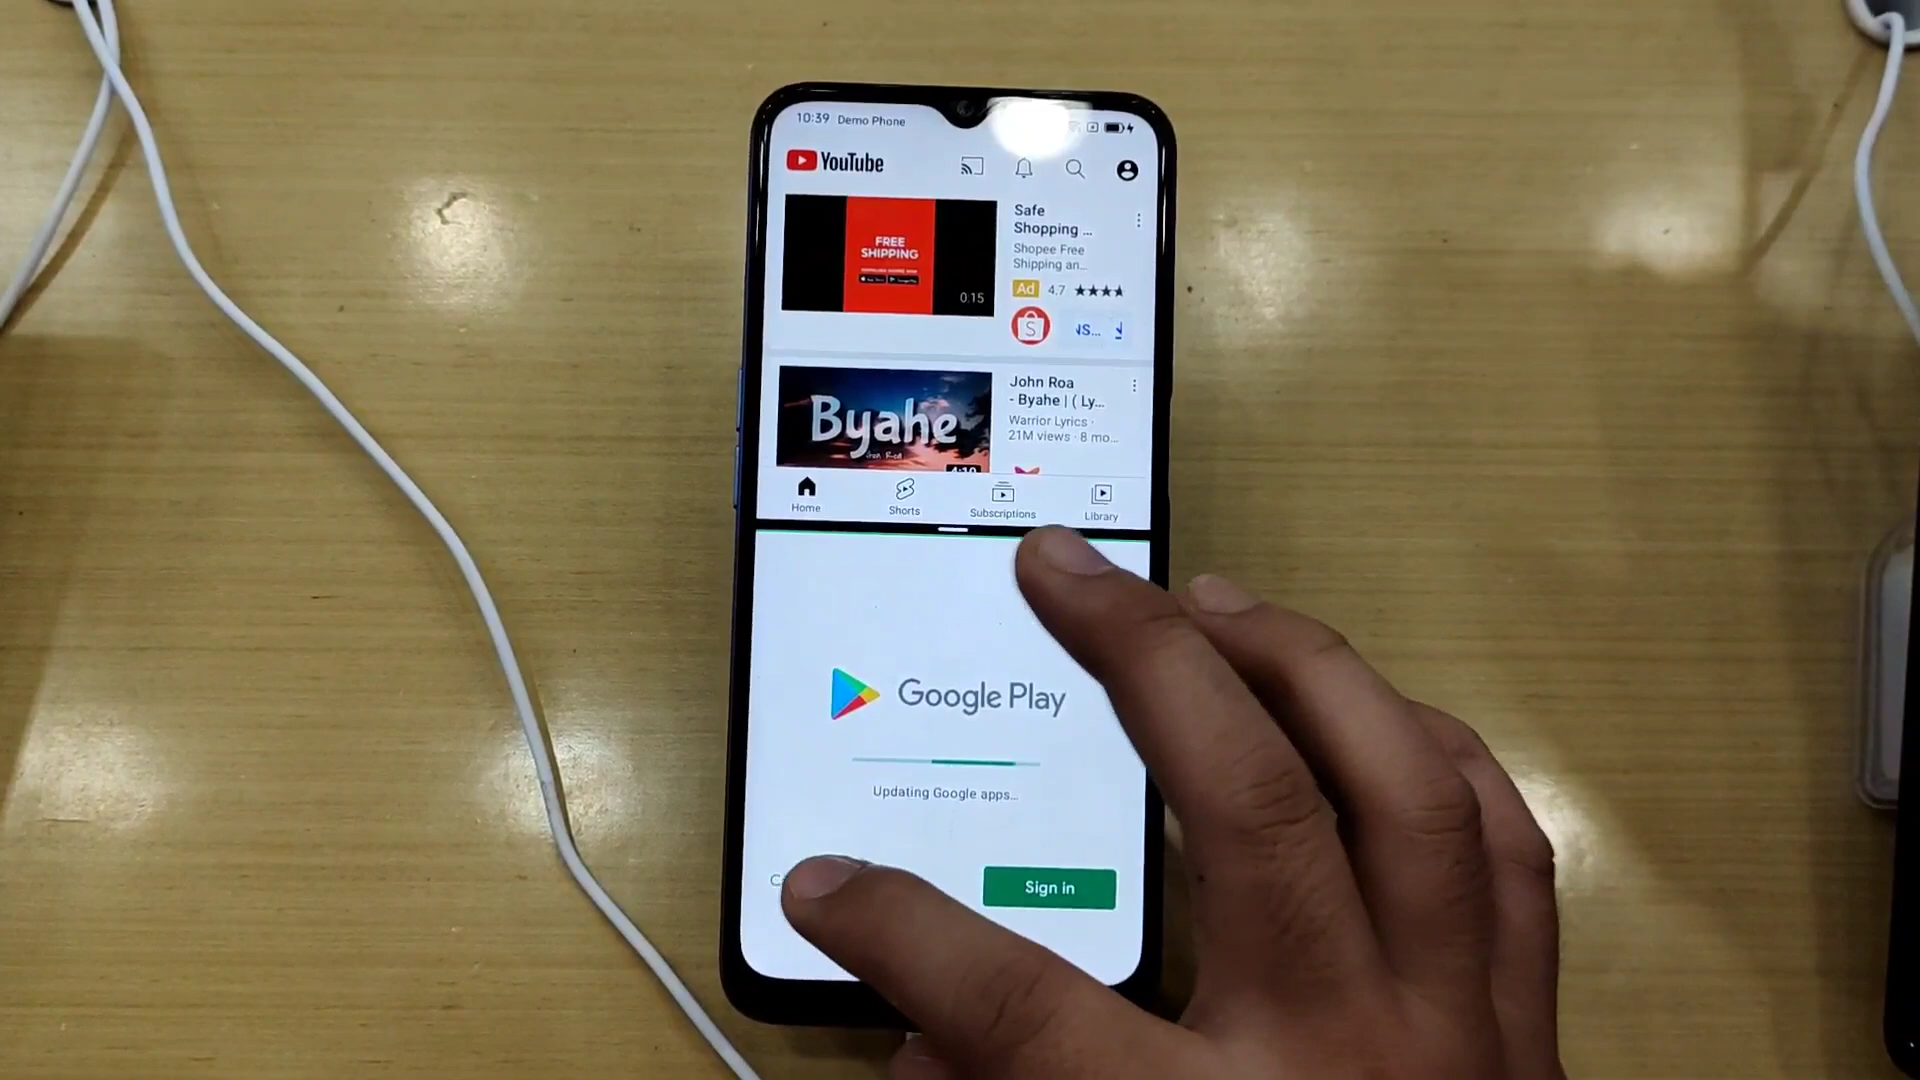 10:39 Demo Phone
YouTube
FREE
SHIPPING
0:15
Safe
Shopping ...
Shopee Free
Shipping an...
Ad 4.7 ★★★★
S
Byahe
John Roa
- Byahe | ( Ly...
Warrior Lyrics ·
21M views · 8 mo...
4:10
Home
Shorts
Subscriptions
Library
Google Play
Updating Google apps...
Sign in